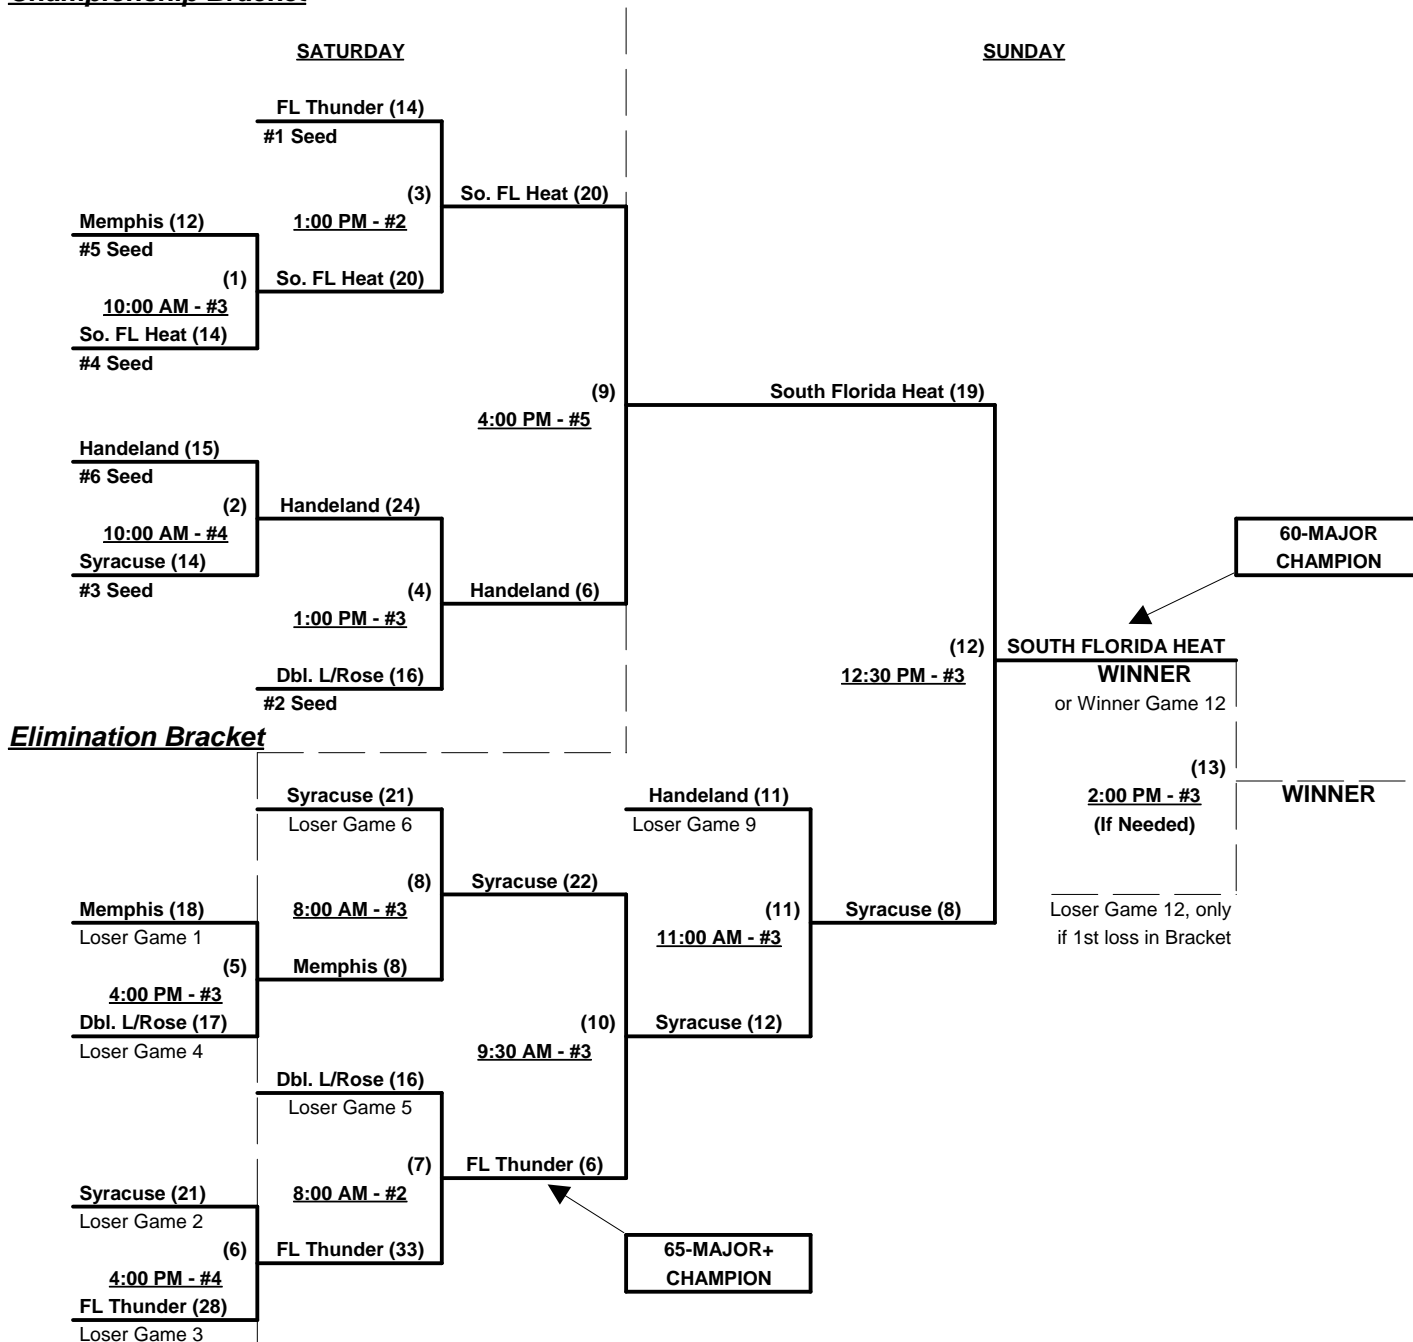 Championship Bracket
SATURDAY
SUNDAY
FL Thunder (14)
#1 Seed
(3)
So. FL Heat (20)
1:00 PM - #2
Memphis (12)
#5 Seed
(1)
So. FL Heat (20)
10:00 AM - #3
So. FL Heat (14)
#4 Seed
(9)
South Florida Heat (19)
4:00 PM - #5
Handeland (15)
#6 Seed
(2)
Handeland (24)
10:00 AM - #4
Syracuse (14)
#3 Seed
60-MAJOR
CHAMPION
(4)
Handeland (6)
1:00 PM - #3
(12)
SOUTH FLORIDA HEAT
Dbl. L/Rose (16)
12:30 PM - #3
WINNER
#2 Seed
or Winner Game 12
Elimination Bracket
(13)
Syracuse (21)
Handeland (11)
2:00 PM - #3
WINNER
Loser Game 6
Loser Game 9
(If Needed)
(8)
Syracuse (22)
8:00 AM - #3
Memphis (18)
(11)
Syracuse (8)
Loser Game 12, only
Loser Game 1
11:00 AM - #3
if 1st loss in Bracket
(5)
Memphis (8)
4:00 PM - #3
Dbl. L/Rose (17)
(10)
Syracuse (12)
Loser Game 4
9:30 AM - #3
Dbl. L/Rose (16)
Loser Game 5
(7)
FL Thunder (6)
8:00 AM - #2
Syracuse (21)
Loser Game 2
(6)
FL Thunder (33)
65-MAJOR+
CHAMPION
4:00 PM - #4
FL Thunder (28)
Loser Game 3